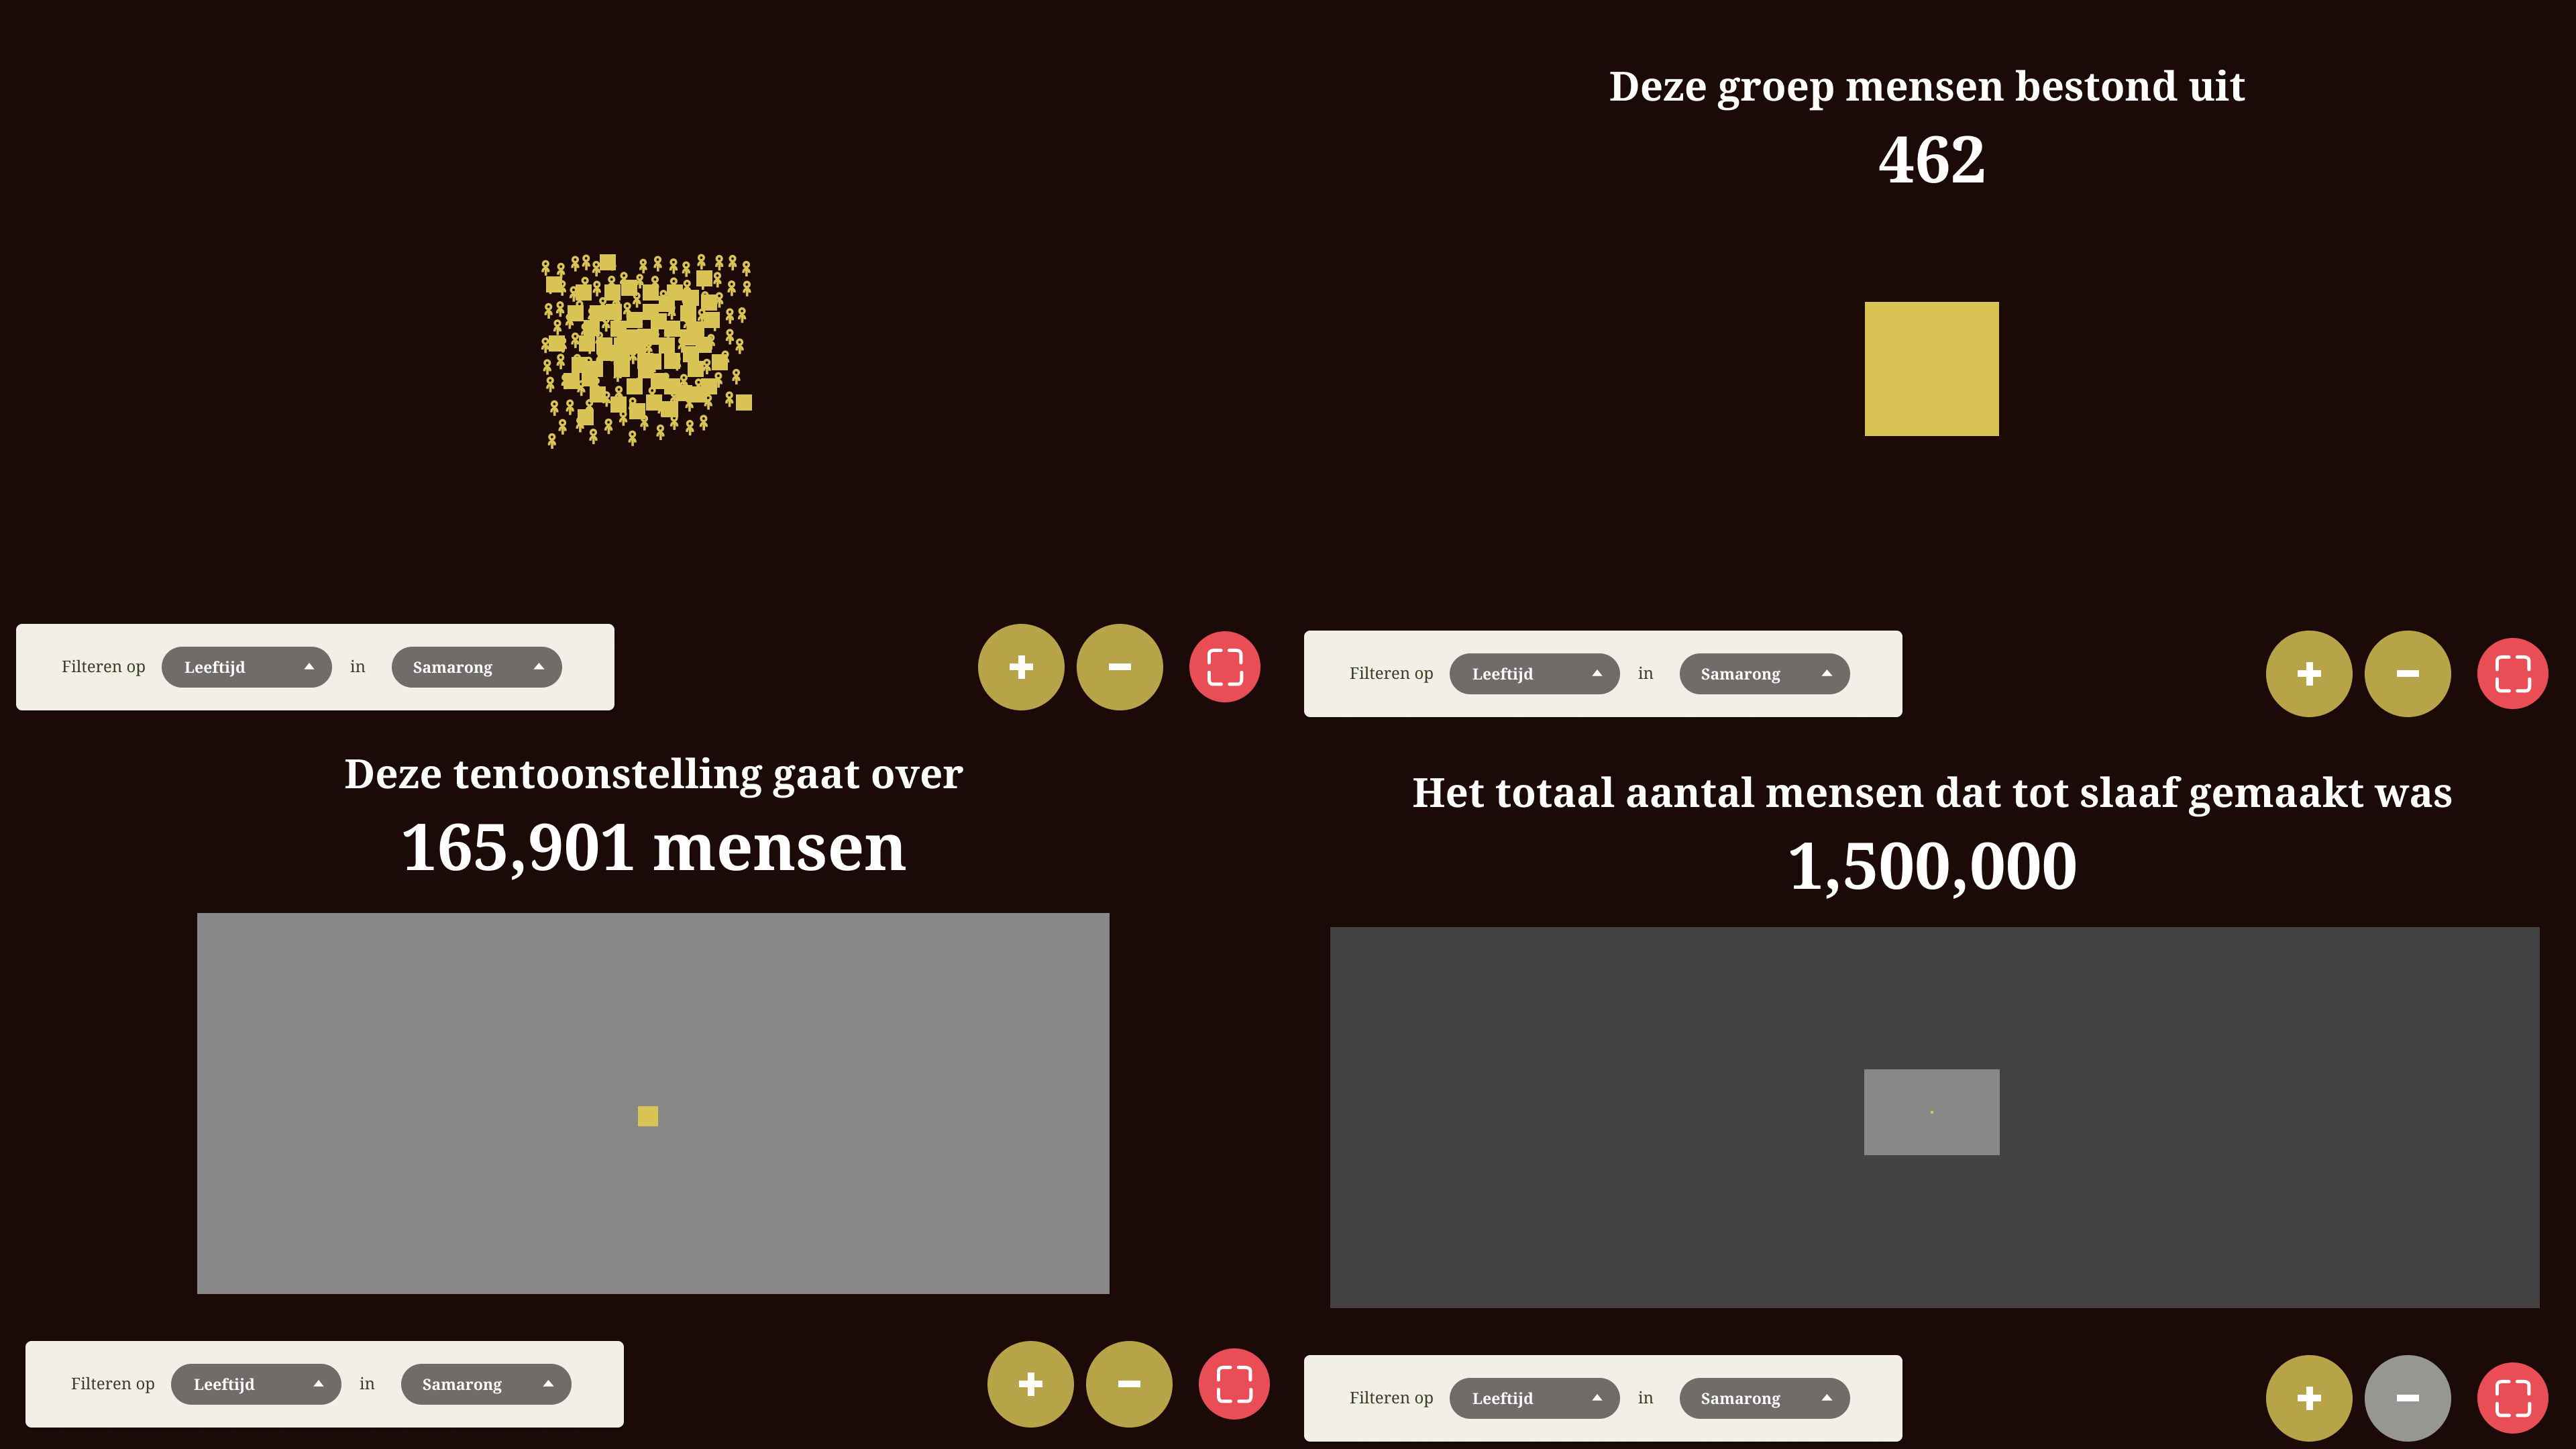 Deze groep mensen bestond uit
462
Filteren op Leeftijd in Samarong
Filteren op Leeftijd in Samarong
Deze tentoonstelling gaat over
165,901 mensen
Het totaal aantal mensen dat tot slaaf gemaakt was
1,500,000
Filteren op Leeftijd in Samarong
Filteren op Leeftijd in Samarong